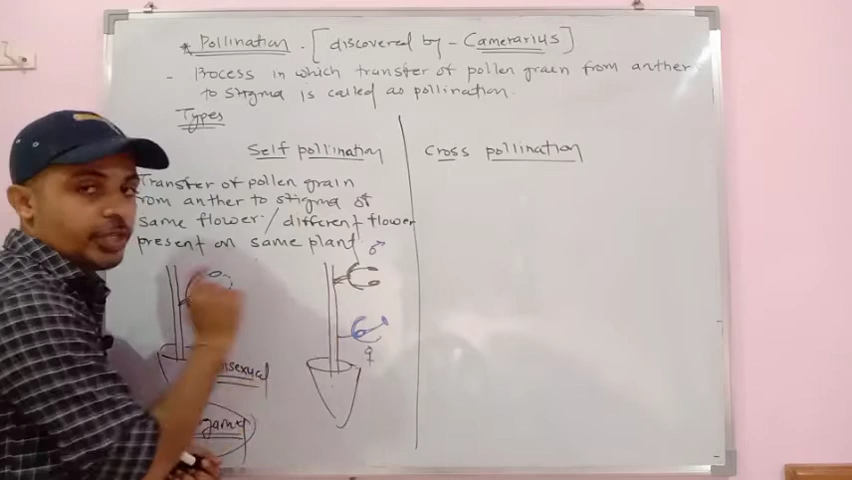 * Pollination. [discovered by - Camerarius]
- Process in which transfer of pollen grain from anther
to stigma is called as pollination.
Types
Self pollination
Transfer of pollen grain
from anther to stigma of
same flower / different flower
present on same plant
♂
♀
Cross pollination